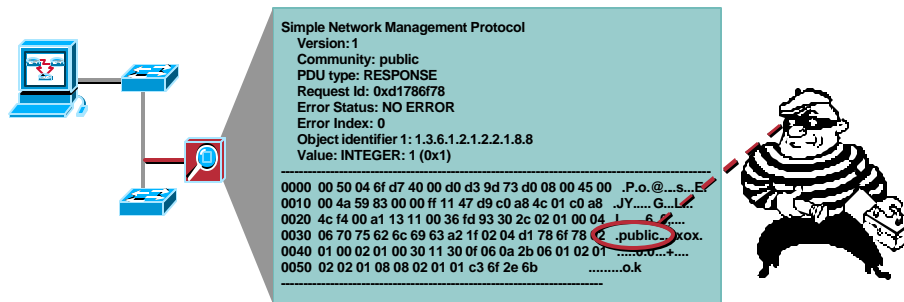 Simple Network Management Protocol
Version: 1
Community: public
PDU type: RESPONSE
Request Id: 0xd1786f78
Error Status: NO ERROR
Error Index: 0
Object identifier 1: 1.3.6.1.2.1.2.2.1.8.8
Value: INTEGER: 1 (0x1)
0000 00 50 04 6f d7 40 00 d0 d3 9d 73 d0 08 00 45 00 .P.o.@...s...E.
0010 00 4a 59 83 00 00 ff 11 47 d9 c0 a8 4c 01 c0 a8 .JY.....G...L...
0020 4c f4 00 a1 13 11 00 36 fd 93 30 2c 02 01 00 04
0030 06 70 75 62 6c 69 63 a2 1f 02 04 d1 78 6f 78 .public. xox.
0040 01 00 02 01 00 30 11 30 0f 06 0a 2b 06 01 02 01
0050 02 02 01 08 08 02 01 01 c3 6f 2e 6b .........o.k